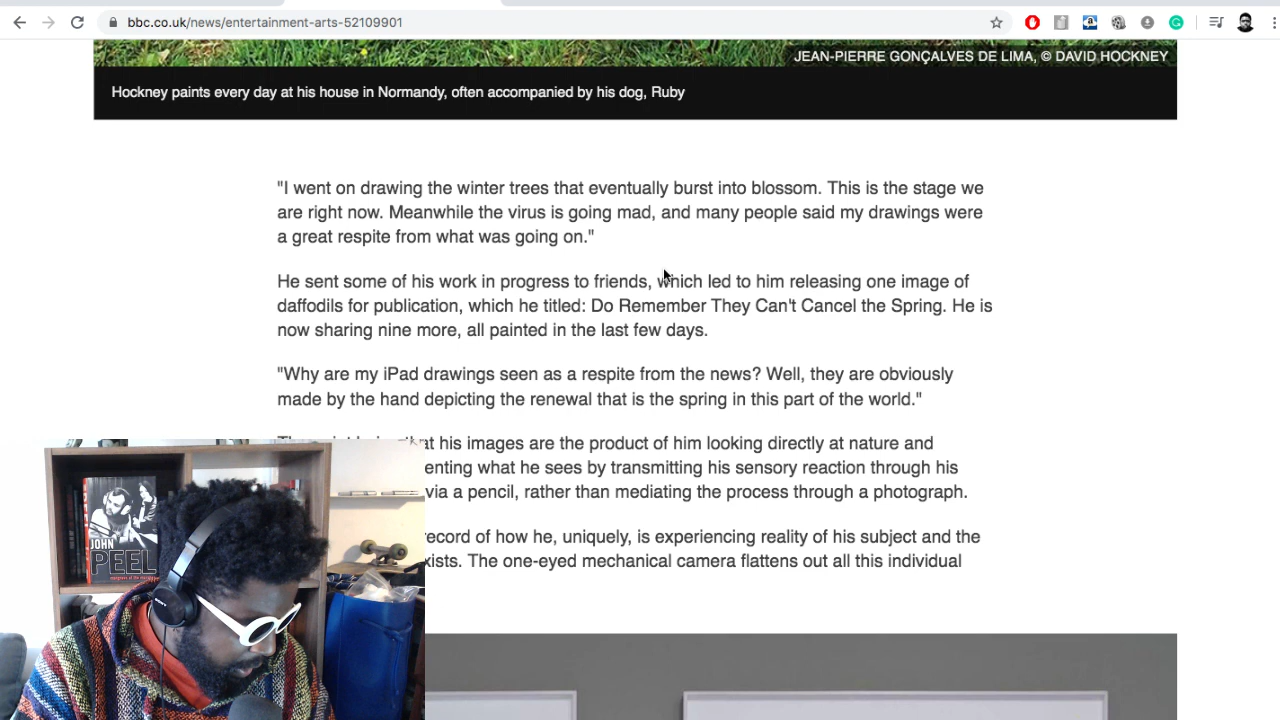 bbc.co.uk/news/entertainment-arts-52109901
JEAN-PIERRE GONÇALVES DE LIMA, © DAVID HOCKNEY
Hockney paints every day at his house in Normandy, often accompanied by his dog, Ruby
"I went on drawing the winter trees that eventually burst into blossom. This is the stage we
are right now. Meanwhile the virus is going mad, and many people said my drawings were
a great respite from what was going on."
He sent some of his work in progress to friends, which led to him releasing one image of
daffodils for publication, which he titled: Do Remember They Can't Cancel the Spring. He is
now sharing nine more, all painted in the last few days.
"Why are my iPad drawings seen as a respite from the news? Well, they are obviously
made by the hand depicting the renewal that is the spring in this part of the world."
at his images are the product of him looking directly at nature and
enting what he sees by transmitting his sensory reaction through his
via a pencil, rather than mediating the process through a photograph.
record of how he, uniquely, is experiencing reality of his subject and the
xists. The one-eyed mechanical camera flattens out all this individual
JOHN
PEEL
SONY